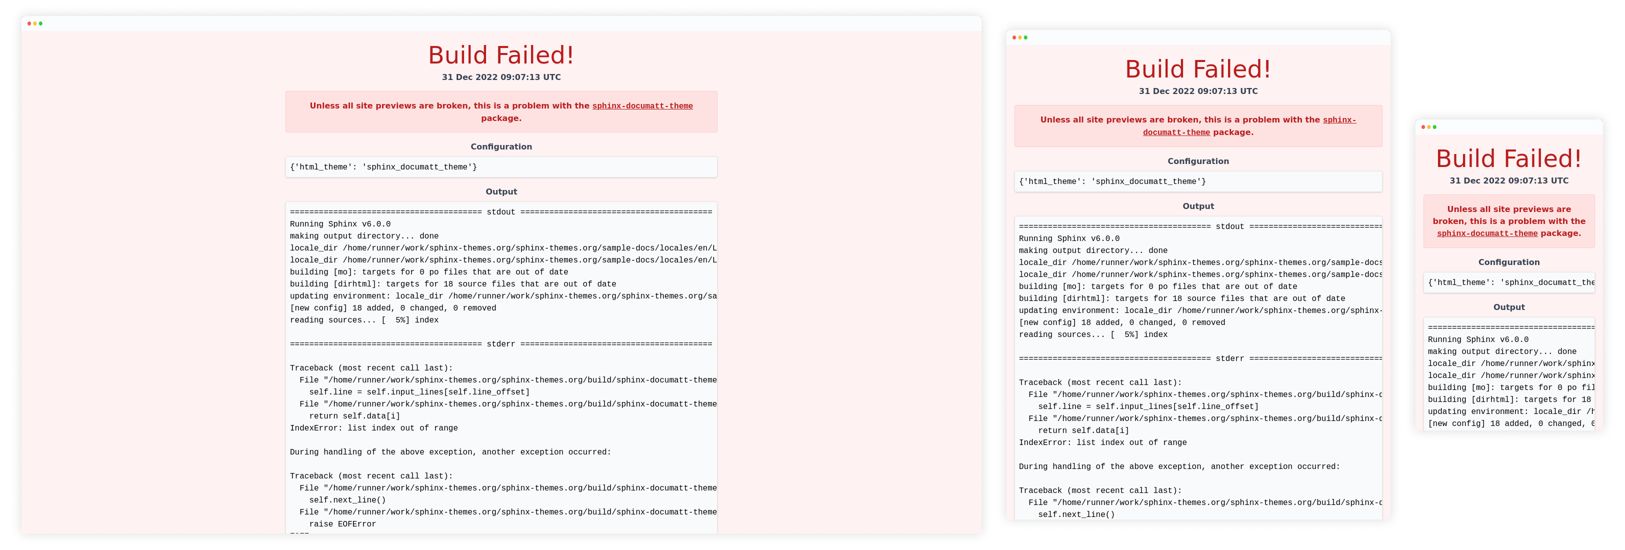 Build Failed!
31 Dec 2022 09:07:13 UTC
Unless all site previews are broken, this is a problem with the sphinx-documatt-theme
package.
Configuration
{'html_theme': 'sphinx_documatt_theme'}
Output
======================================== stdout ========================================
Running Sphinx v6.0.0
making output directory... done
locale_dir /home/runner/work/sphinx-themes.org/sphinx-themes.org/sample-docs/locales/en/L
locale_dir /home/runner/work/sphinx-themes.org/sphinx-themes.org/sample-docs/locales/en/L
building [mo]: targets for 0 po files that are out of date
building [dirhtml]: targets for 18 source files that are out of date
updating environment: locale_dir /home/runner/work/sphinx-themes.org/sphinx-themes.org/sa
[new config] 18 added, 0 changed, 0 removed
reading sources... [  5%] index
======================================== stderr ========================================
Traceback (most recent call last):
  File "/home/runner/work/sphinx-themes.org/sphinx-themes.org/build/sphinx-documatt-theme
    self.line = self.input_lines[self.line_offset]
  File "/home/runner/work/sphinx-themes.org/sphinx-themes.org/build/sphinx-documatt-theme
    return self.data[i]
IndexError: list index out of range
During handling of the above exception, another exception occurred:
Traceback (most recent call last):
  File "/home/runner/work/sphinx-themes.org/sphinx-themes.org/build/sphinx-documatt-theme
    self.next_line()
  File "/home/runner/work/sphinx-themes.org/sphinx-themes.org/build/sphinx-documatt-theme
    raise EOFError
Build Failed!
31 Dec 2022 09:07:13 UTC
Unless all site previews are broken, this is a problem with the sphinx-
documatt-theme package.
Configuration
{'html_theme': 'sphinx_documatt_theme'}
Output
======================================== stdout ============================
Running Sphinx v6.0.0
making output directory... done
locale_dir /home/runner/work/sphinx-themes.org/sphinx-themes.org/sample-docs
locale_dir /home/runner/work/sphinx-themes.org/sphinx-themes.org/sample-docs
building [mo]: targets for 0 po files that are out of date
building [dirhtml]: targets for 18 source files that are out of date
updating environment: locale_dir /home/runner/work/sphinx-themes.org/sphinx-
[new config] 18 added, 0 changed, 0 removed
reading sources... [  5%] index
======================================== stderr ============================
Traceback (most recent call last):
  File "/home/runner/work/sphinx-themes.org/sphinx-themes.org/build/sphinx-d
    self.line = self.input_lines[self.line_offset]
  File "/home/runner/work/sphinx-themes.org/sphinx-themes.org/build/sphinx-d
    return self.data[i]
IndexError: list index out of range
During handling of the above exception, another exception occurred:
Traceback (most recent call last):
  File "/home/runner/work/sphinx-themes.org/sphinx-themes.org/build/sphinx-d
    self.next_line()
Build Failed!
31 Dec 2022 09:07:13 UTC
Unless all site previews are
broken, this is a problem with the
sphinx-documatt-theme package.
Configuration
{'html_theme': 'sphinx_documatt_the
Output
===================================
Running Sphinx v6.0.0
making output directory... done
locale_dir /home/runner/work/sphinx
locale_dir /home/runner/work/sphinx
building [mo]: targets for 0 po fil
building [dirhtml]: targets for 18
updating environment: locale_dir /h
[new config] 18 added, 0 changed, 0